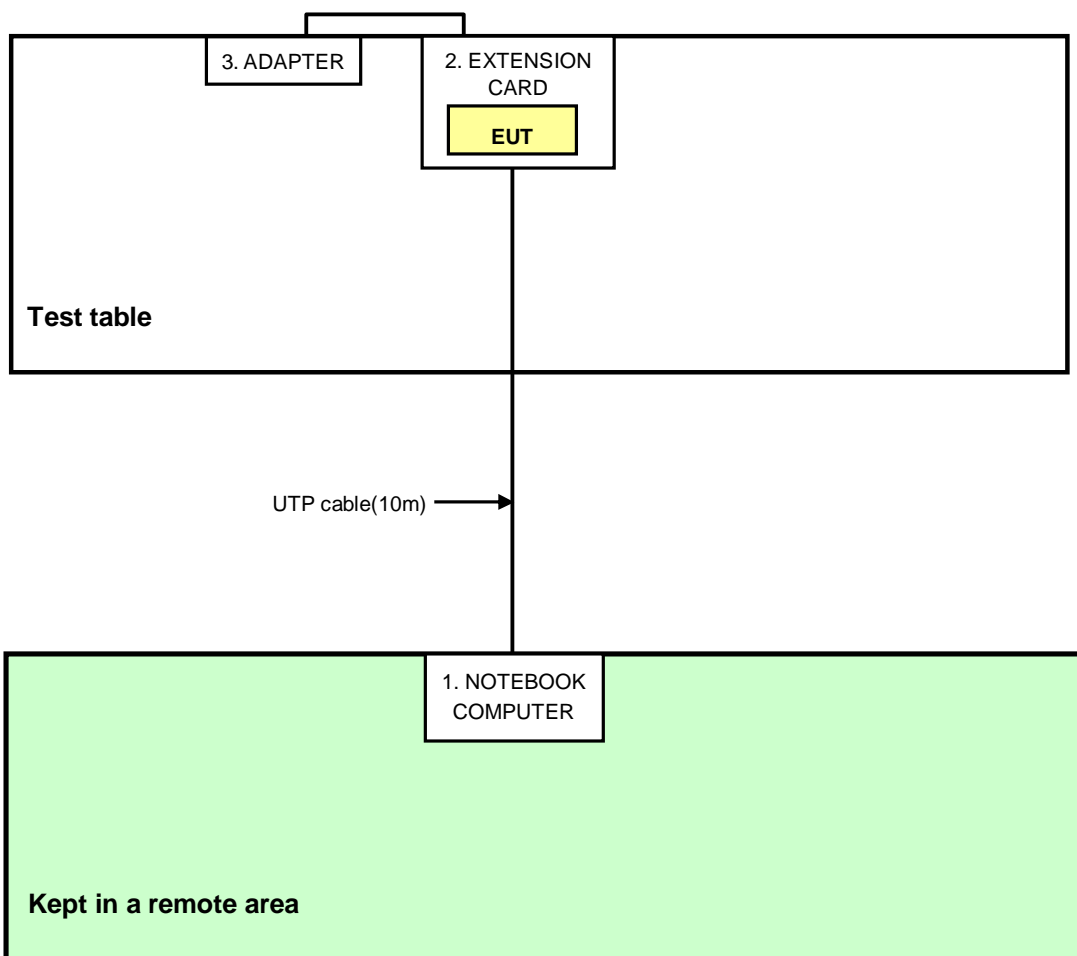 3. ADAPTER
2. EXTENSION
CARD
EUT
Test table
UTP cable(10m)
1. NOTEBOOK
COMPUTER
Kept in a remote area